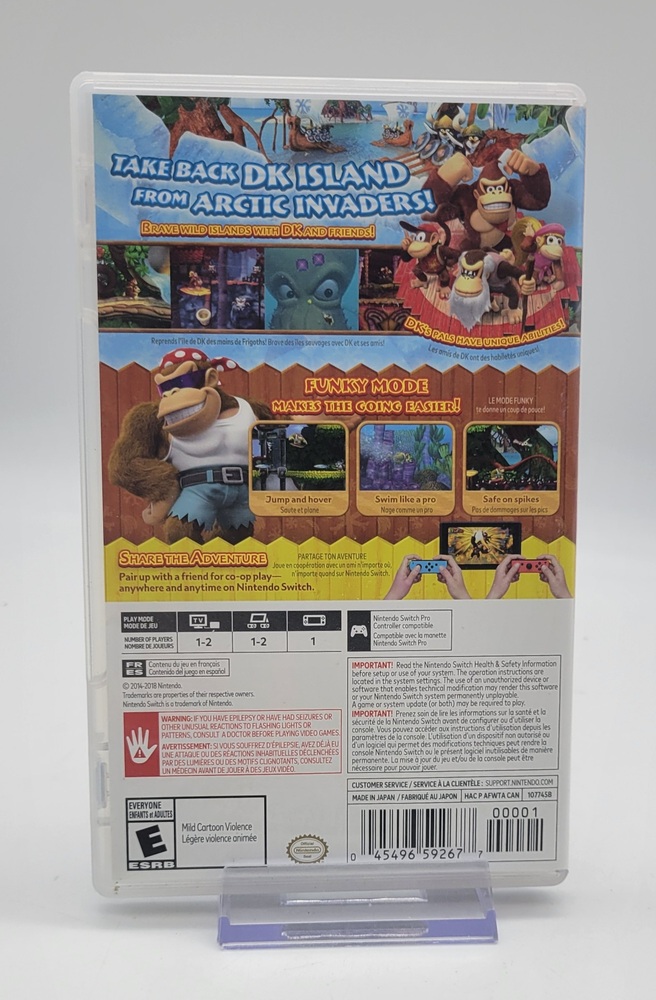 TAKE BACK DK ISLAND
FROM ARCTIC INVADERS!
BRAVE WILD ISLANDS WITH DK AND FRIENDS!
DK'S PALS HAVE UNIQUE ABILITIES!
Reprends l'île de DK des mains de Frigoths! Brave des îles sauvages avec DK et ses amis!
Les amis de DK ont des habiletés uniques!
FUNKY MODE
MAKES THE GOING EASIER!
LE MODE FUNKY
te donne un coup de pouce!
Jump and hover
Saute et plane
Swim like a pro
Nage comme un pro
Safe on spikes
Pas de dommages sur les pics
SHARE THE ADVENTURE
Pair up with a friend for co-op play—
anywhere and anytime on Nintendo Switch.
PARTAGE TON AVENTURE
Joue en coopération avec un ami n'importe où,
n'importe quand sur Nintendo Switch.
PLAY MODE
MODE DE JEU
TV
NUMBER OF PLAYERS
NOMBRE DE JOUEURS
1-2
1-2
1
Nintendo Switch Pro
Controller compatible
Compatible avec la manette
Nintendo Switch Pro
FR
ES
Contenu du jeu en français
Contenido del juego en español
© 2014-2018 Nintendo.
Trademarks are property of their respective owners.
Nintendo Switch is a trademark of Nintendo.
WARNING: IF YOU HAVE EPILEPSY OR HAVE HAD SEIZURES OR
OTHER UNUSUAL REACTIONS TO FLASHING LIGHTS OR
PATTERNS, CONSULT A DOCTOR BEFORE PLAYING VIDEO GAMES.
AVERTISSEMENT: SI VOUS SOUFFREZ D'ÉPILEPSIE, AVEZ DÉJÀ EU
UNE ATTAQUE OU DES RÉACTIONS INHABITUELLES DÉCLENCHÉES
PAR DES LUMIÈRES OU DES MOTIFS CLIGNOTANTS, CONSULTEZ
UN MÉDECIN AVANT DE JOUER À DES JEUX VIDÉO.
IMPORTANT! Read the Nintendo Switch Health & Safety Information
before setup or use of your system. The operation instructions are
located in the system settings. The use of an unauthorized device or
software that enables technical modification may render this software
or your Nintendo Switch system permanently unplayable.
A game or system update (or both) may be required to play.
IMPORTANT! Prenez soin de lire les informations sur la santé et la
sécurité de la Nintendo Switch avant de configurer ou d'utiliser la
console. Vous pouvez accéder aux instructions d'utilisation depuis les
paramètres de la console. L'utilisation d'un dispositif non autorisé ou
d'un logiciel qui permet des modifications techniques peut rendre la
console Nintendo Switch ou le présent logiciel inutilisables de manière
permanente. La mise à jour du jeu et/ou de la console peut être
nécessaire pour pouvoir jouer.
CUSTOMER SERVICE / SERVICE À LA CLIENTÈLE: SUPPORT.NINTENDO.COM
MADE IN JAPAN / FABRIQUÉ AU JAPON
HAC P AFWTA CAN
107745B
00001
0 45496 59267 7
EVERYONE
ENFANTS et ADULTES
E
ESRB
Mild Cartoon Violence
Légère violence animée
Official
Nintendo
Seal